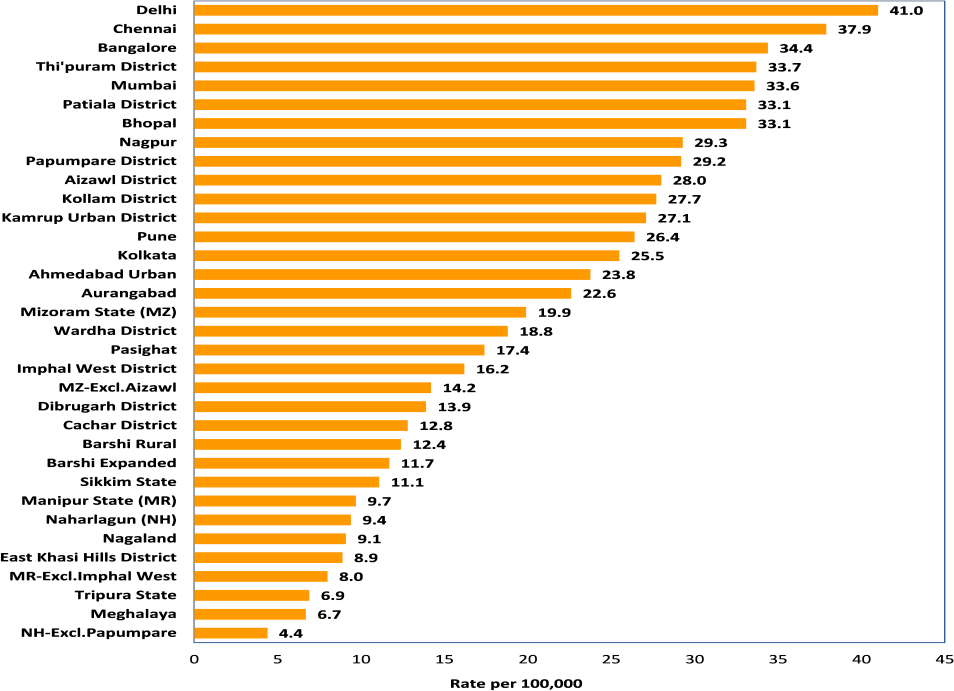 Delhi 41.0
Chennai 37.9
Bangalore 34.4
Thi'puram District 33.7
Mumbai 33.6
Patiala District 33.1
Bhopal 33.1
Nagpur 29.3
Papumpare District 29.2
Aizawl District 28.0
Kollam District 27.7
Kamrup Urban District 27.1
Pune 26.4
Kolkata 25.5
Ahmedabad Urban 23.8
Aurangabad 22.6
Mizoram State (MZ) 19.9
Wardha District 18.8
Pasighat 17.4
Imphal West District 16.2
MZ-Excl.Aizawl 14.2
Dibrugarh District 13.9
Cachar District 12.8
Barshi Rural 12.4
Barshi Expanded 11.7
Sikkim State 11.1
Manipur State (MR) 9.7
Naharlagun (NH) 9.4
Nagaland 9.1
East Khasi Hills District 8.9
MR-Excl.Imphal West 8.0
Tripura State 6.9
Meghalaya 6.7
NH-Excl.Papumpare 4.4
0 5 10 15 20 25 30 35 40 45
Rate per 100,000